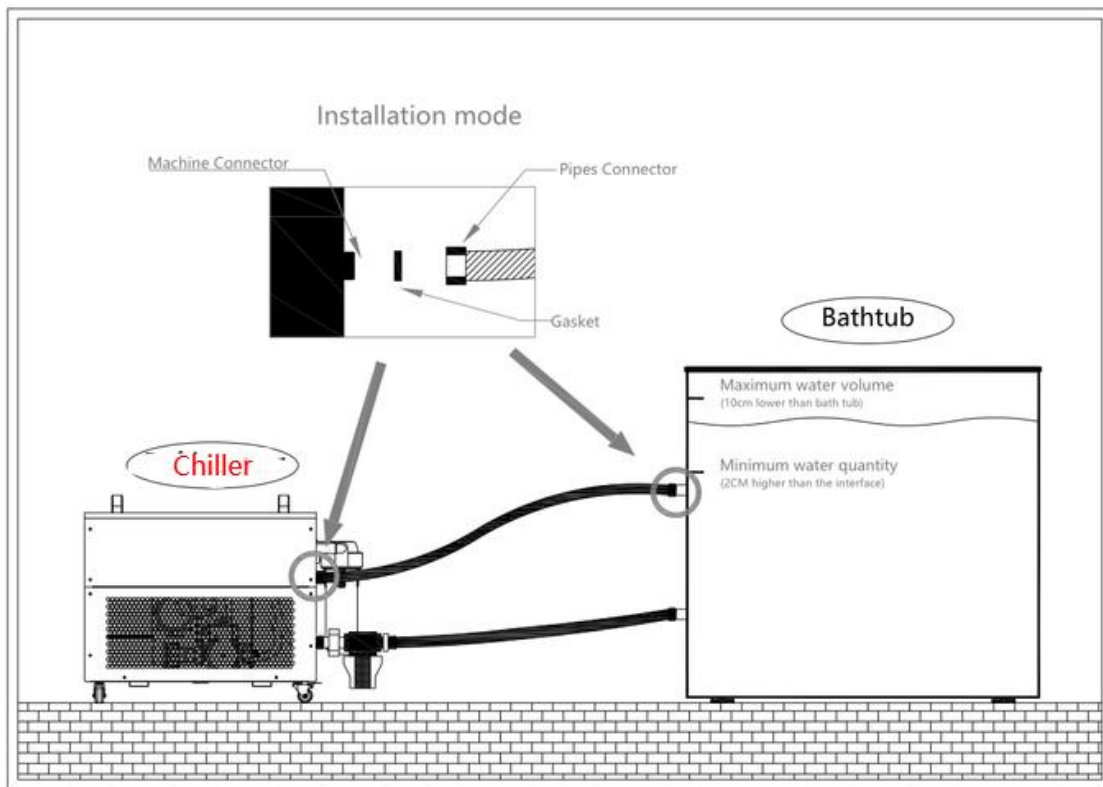 Installation mode
Machine Connector
Pipes Connector
Gasket
Bathtub
Maximum water volume
(10cm lower than bath tub)
Chiller
Minimum water quantity
(2CM higher than the interface)